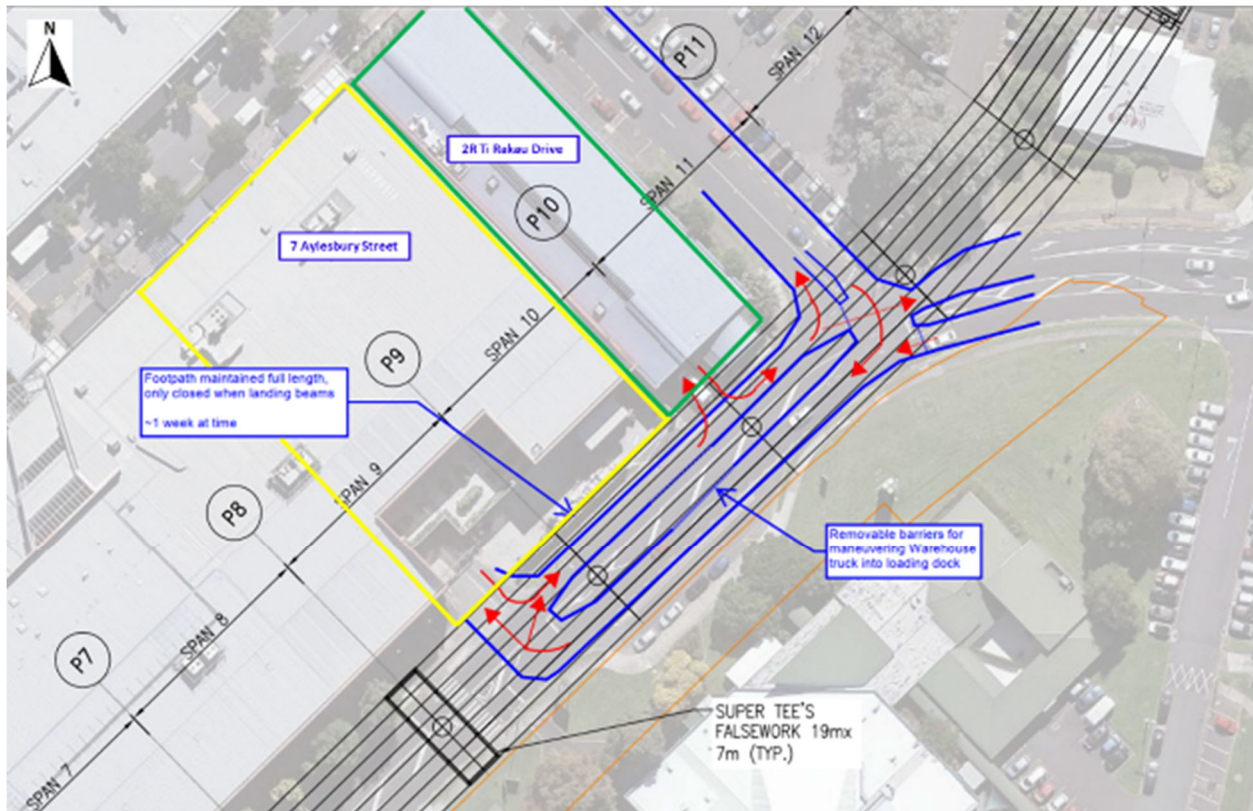 N
P11
SPAN 12
2R Ti Rakau Drive
SPAN 11
P10
7 Aylesbury Street
SPAN 10
P9
Footpath maintained full length,
only closed when landing beams
~1 week at time
SPAN 9
P8
Removable barriers for
maneuvering Warehouse
truck into loading dock
SPAN 8
P7
SUPER TEE'S
FALSEWORK 19mx
7m (TYP.)
SPAN 7